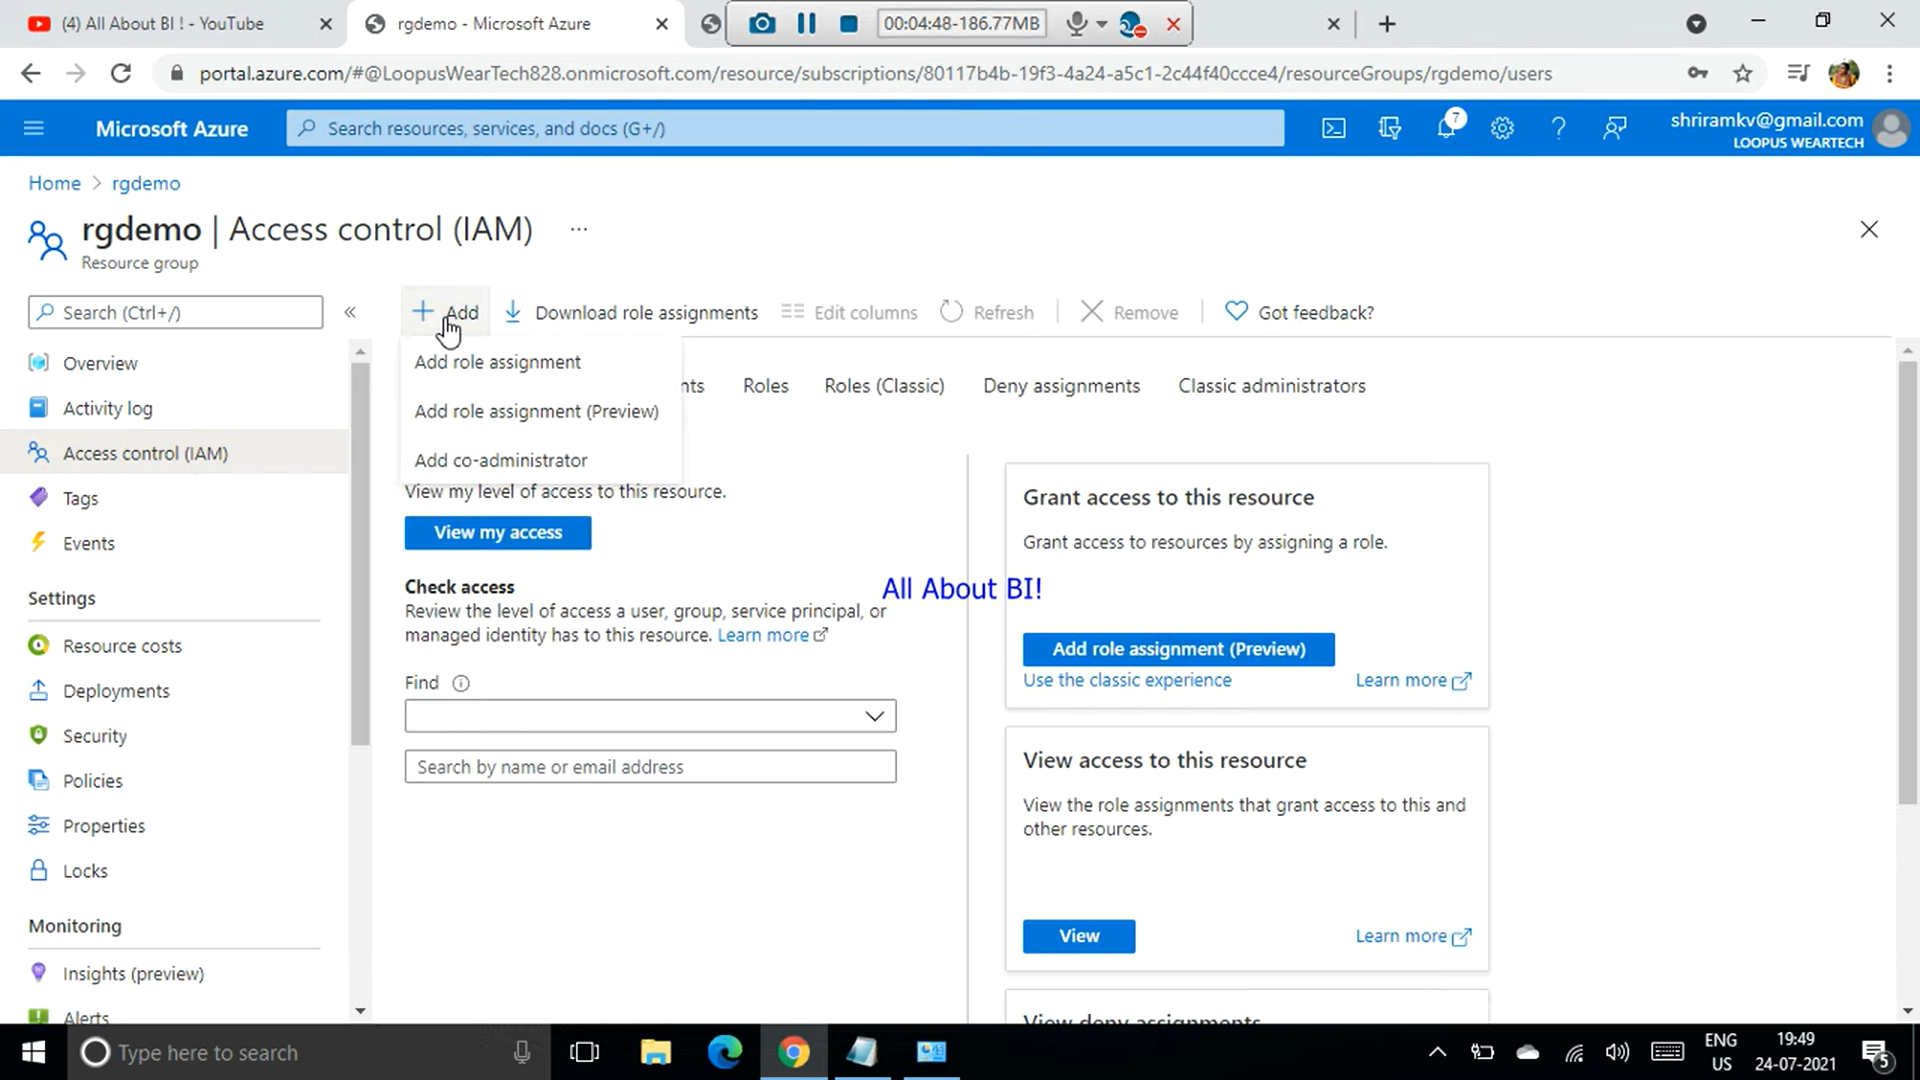 (4) All About BI ! - YouTube
rgdemo - Microsoft Azure
00:04:48-186.77MB
portal.azure.com/#@LoopusWearTech828.onmicrosoft.com/resource/subscriptions/80117b4b-19f3-4a24-a5c1-2c44f40ccce4/resourceGroups/rgdemo/users
Microsoft Azure
Search resources, services, and docs (G+/)
7
shriramkv@gmail.com
LOOPUS WEARTECH
Home > rgdemo
rgdemo | Access control (IAM) ...
Resource group
Search (Ctrl+/)
«
Add
Download role assignments
Edit columns
Refresh
Remove
Got feedback?
Overview
Activity log
Access control (IAM)
Tags
Events
Settings
Resource costs
Deployments
Security
Policies
Properties
Locks
Monitoring
Insights (preview)
Alerts
Add role assignment
Add role assignment (Preview)
Add co-administrator
nts
Roles
Roles (Classic)
Deny assignments
Classic administrators
View my level of access to this resource.
View my access
Check access
Review the level of access a user, group, service principal, or
managed identity has to this resource. Learn more
Find
Search by name or email address
All About BI!
Grant access to this resource
Grant access to resources by assigning a role.
Add role assignment (Preview)
Use the classic experience
Learn more
View access to this resource
View the role assignments that grant access to this and
other resources.
View
Learn more
View deny assignments
Type here to search
ENG
US
19:49
24-07-2021
5